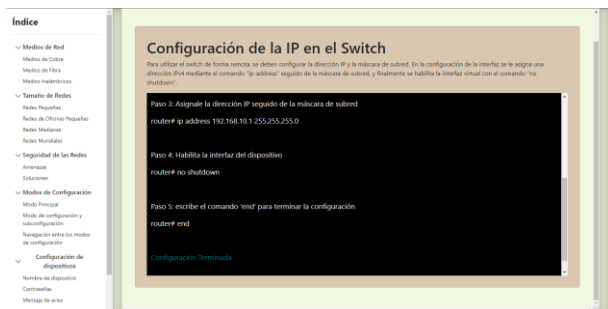 Índice
Medios de Red
Medios de Cobre
Medios de Fibra
Medios Inalámbricos
Tamaño de Redes
Redes Pequeñas
Redes de Oficinas Pequeñas
Redes Medianas
Redes Mundiales
Seguridad de las Redes
Amenazas
Soluciones
Modos de Configuración
Modo Principal
Modo de configuración y
subconfiguración
Navegación entre los modos
de configuración
Configuración de
dispositivos
Nombre de dispositivo
Contraseñas
Mensaje de aviso
Configuración de la IP en el Switch
Para utilizar el switch de forma remota, se deben configurar la dirección IP y la máscara de subred. En la configuración de la interfaz se le asigna una
dirección IPv4 mediante el comando "ip-address" seguido de la máscara de subred, y finalmente se habilita la interfaz virtual con el comando "no
shutdown".
Paso 3: Asignale la dirección IP seguido de la máscara de subred
router# ip address 192.168.10.1 255.255.255.0
Paso 4: Habilita la interfaz del dispositivo
router# no shutdown
Paso 5: escribe el comando 'end' para terminar la configuración
router# end
Configuración Terminada